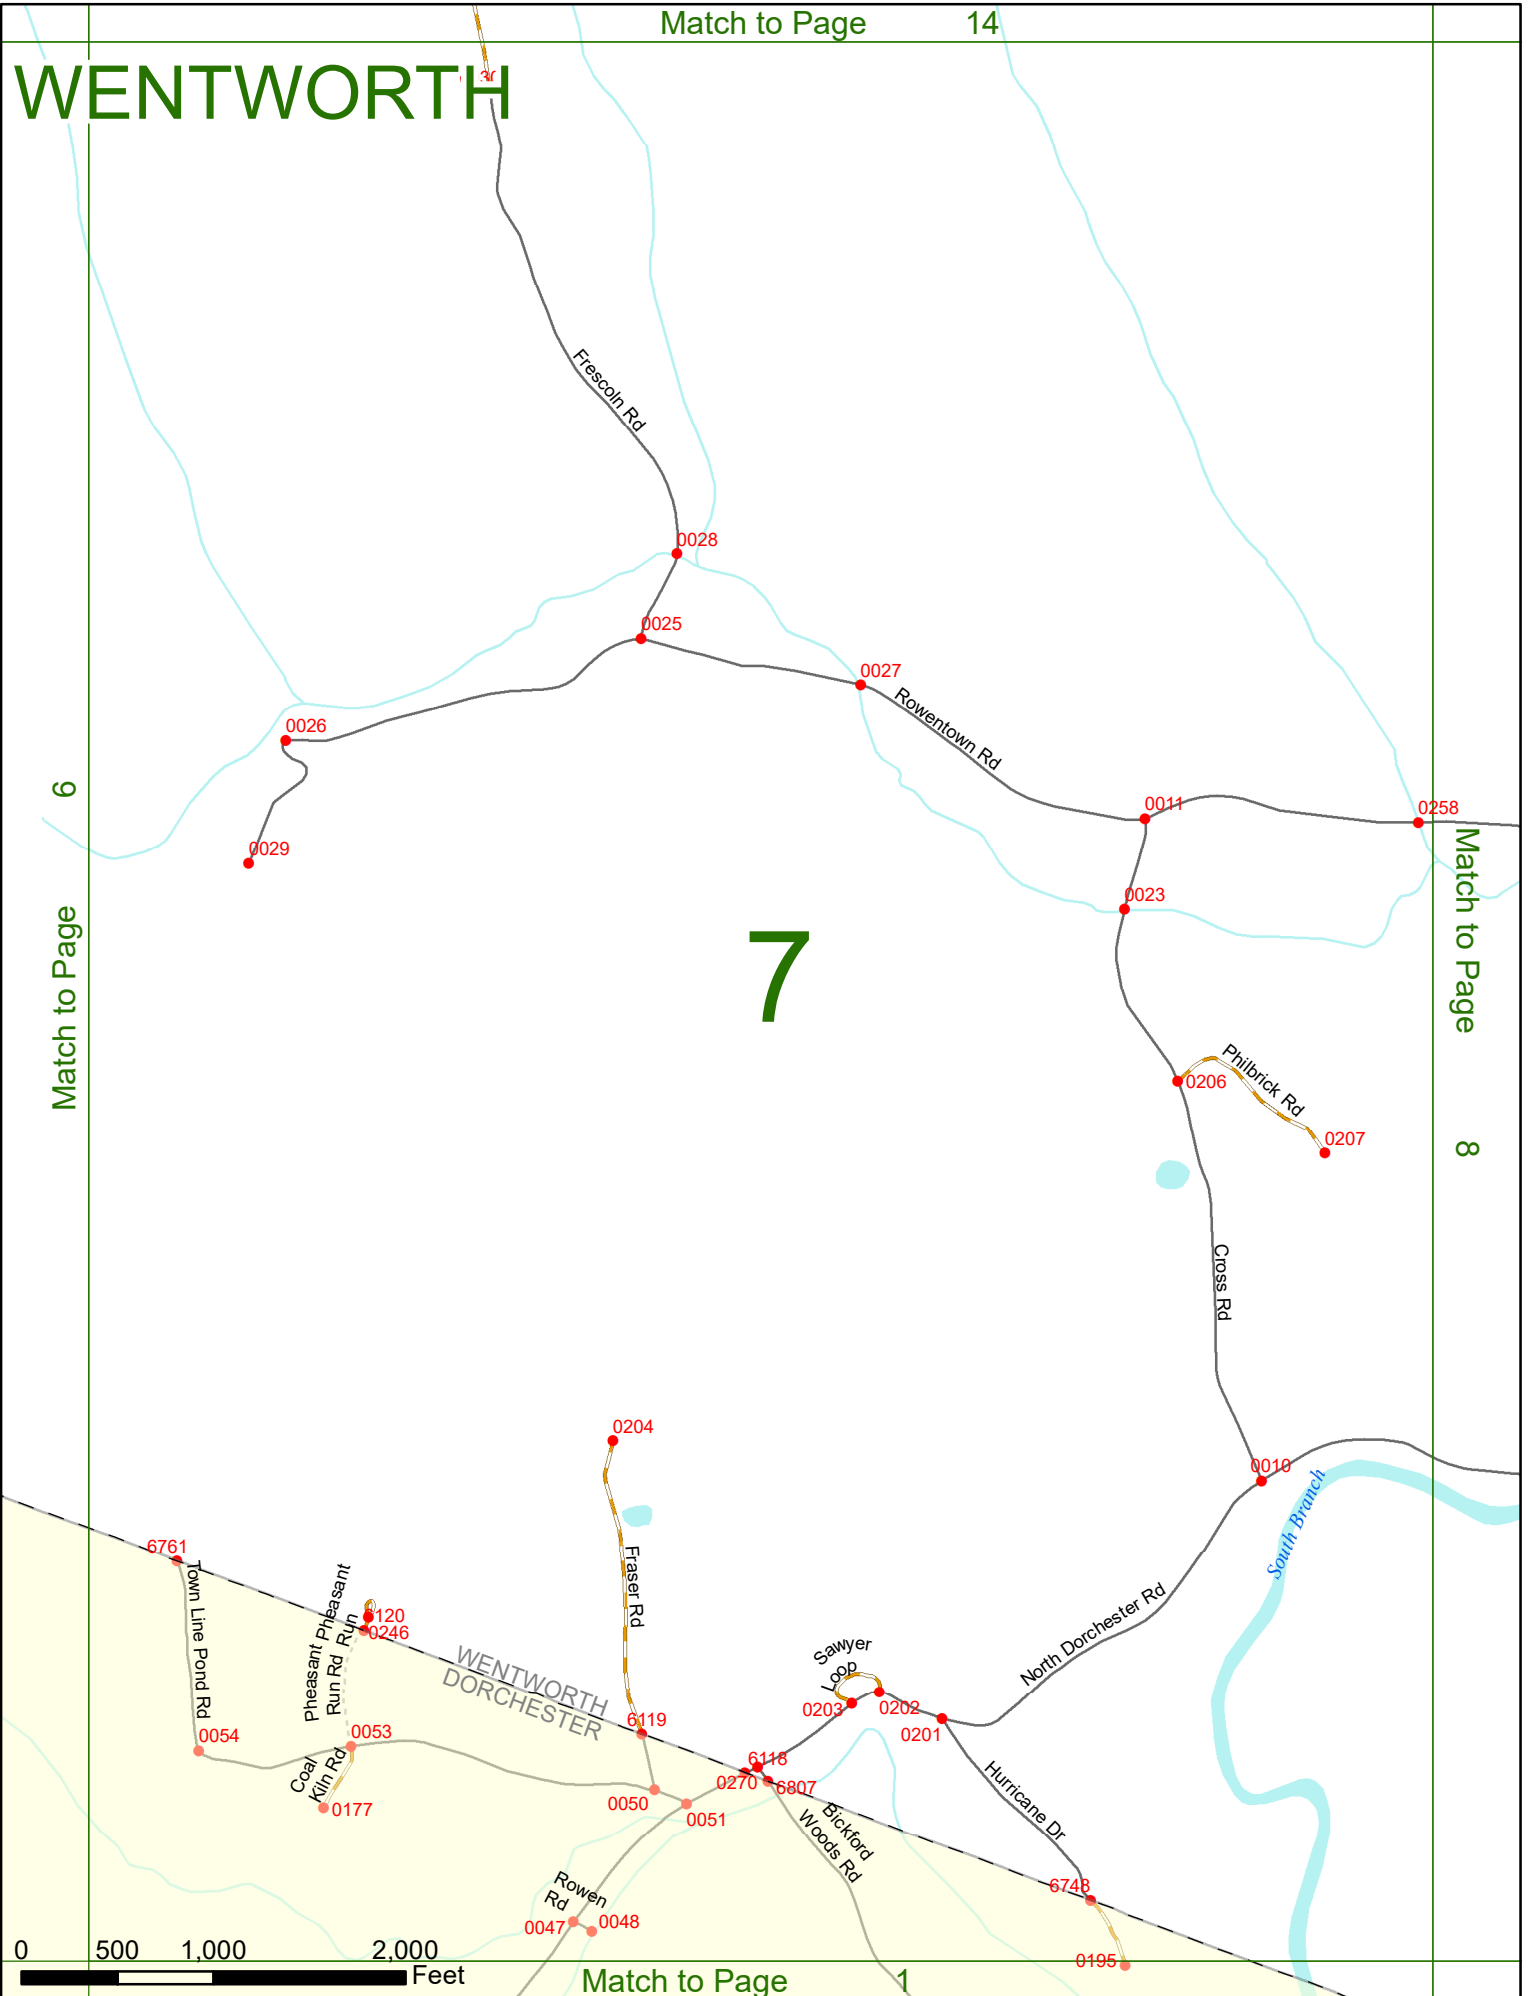 Match to Page 14
WENTWORTH
Frescoln Rd
0028
0025
0027
Rowentown Rd
0026
0011
0258
0029
6
Match to Page
0023
Match to Page
8
7
Philbrick Rd
0206
0207
Cross Rd
0204
0010
South Branch
6761
Town Line Pond Rd
Pheasant
Run Rd
Pheasant
Run
0246
Fraser Rd
WENTWORTH
DORCHESTER
North Dorchester Rd
Sawyer
Loop
0203
0202
0201
6119
0054
0053
Coal
Kiln Rd
0177
6118
0270
6807
0050
0051
Hurricane Dr
Bickford
Woods Rd
Rowen
Rd
0047
0048
6748
0195
0 500 1,000 2,000
Feet
Match to Page 1